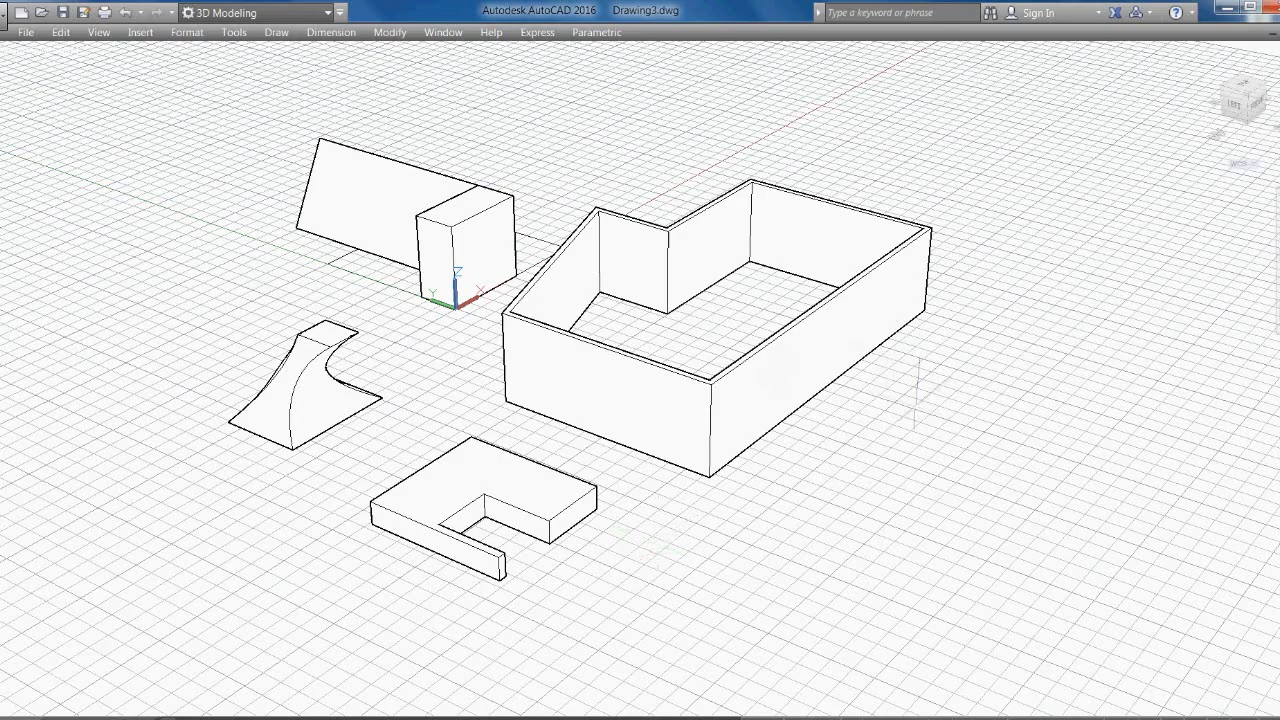 3D Modeling Autodesk AutoCAD 2016 Drawing3.dwg Type a keyword or phrase Sign In
File Edit View Insert Format Tools Draw Dimension Modify Window Help Express Parametric
LEFT
Z
Y X